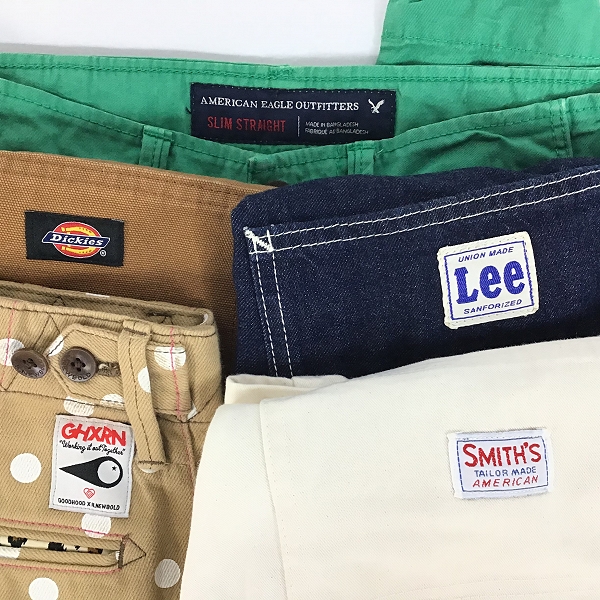 AMERICAN EAGLE OUTFITTERS
SLIM STRAIGHT
MADE IN BANGLADESH
FABRIQUÉ AU BANGLADESH
Dickies
UNION MADE
Lee
SANFORIZED
GHXRN
"Working it out Together"
GOODHOOD X R.NEWBOLD
SMITH'S
TAILOR MADE
AMERICAN